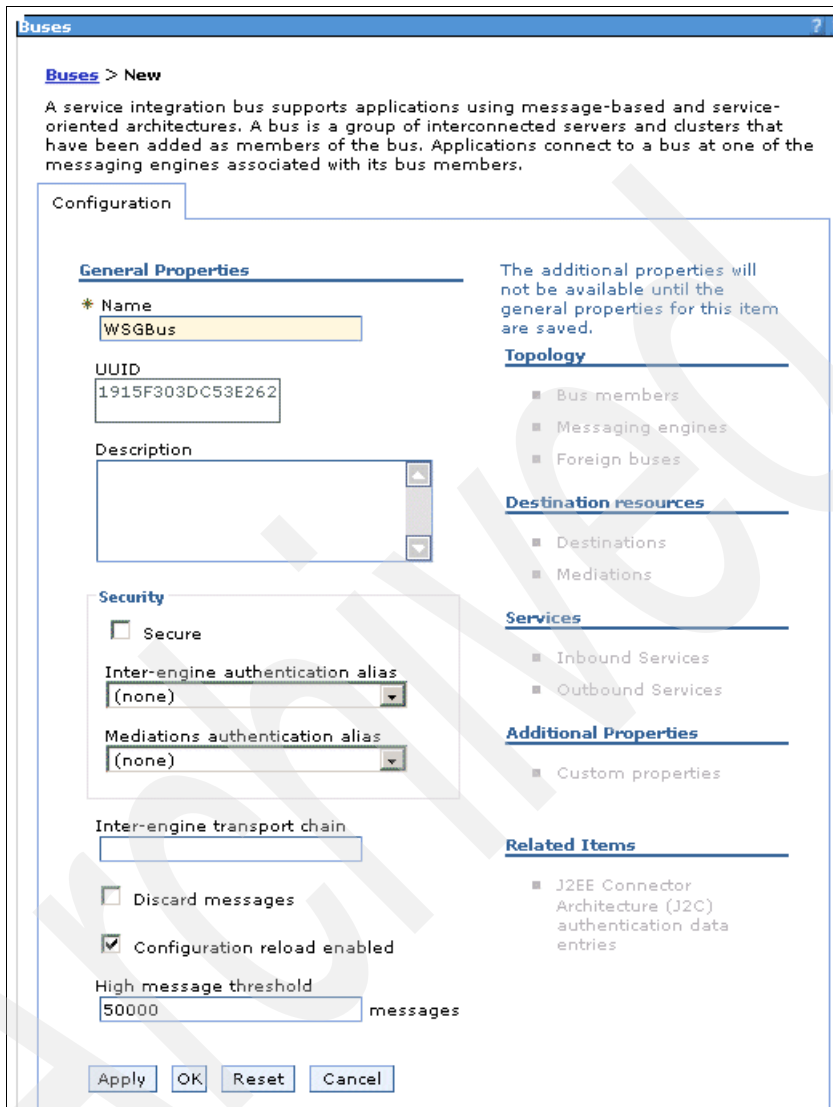 Buses ?
Buses > New
A service integration bus supports applications using message-based and service-
oriented architectures. A bus is a group of interconnected servers and clusters that
have been added as members of the bus. Applications connect to a bus at one of the
messaging engines associated with its bus members.
Configuration
General Properties
* Name
WSGBus
UUID
1915F303DC53E262
Description
Security
Secure
Inter-engine authentication alias
(none)
Mediations authentication alias
(none)
Inter-engine transport chain
Discard messages
Configuration reload enabled
High message threshold
50000 messages
Apply OK Reset Cancel
The additional properties will
not be available until the
general properties for this item
are saved.
Topology
Bus members
Messaging engines
Foreign buses
Destination resources
Destinations
Mediations
Services
Inbound Services
Outbound Services
Additional Properties
Custom properties
Related Items
J2EE Connector
Architecture (J2C)
authentication data
entries
Archived